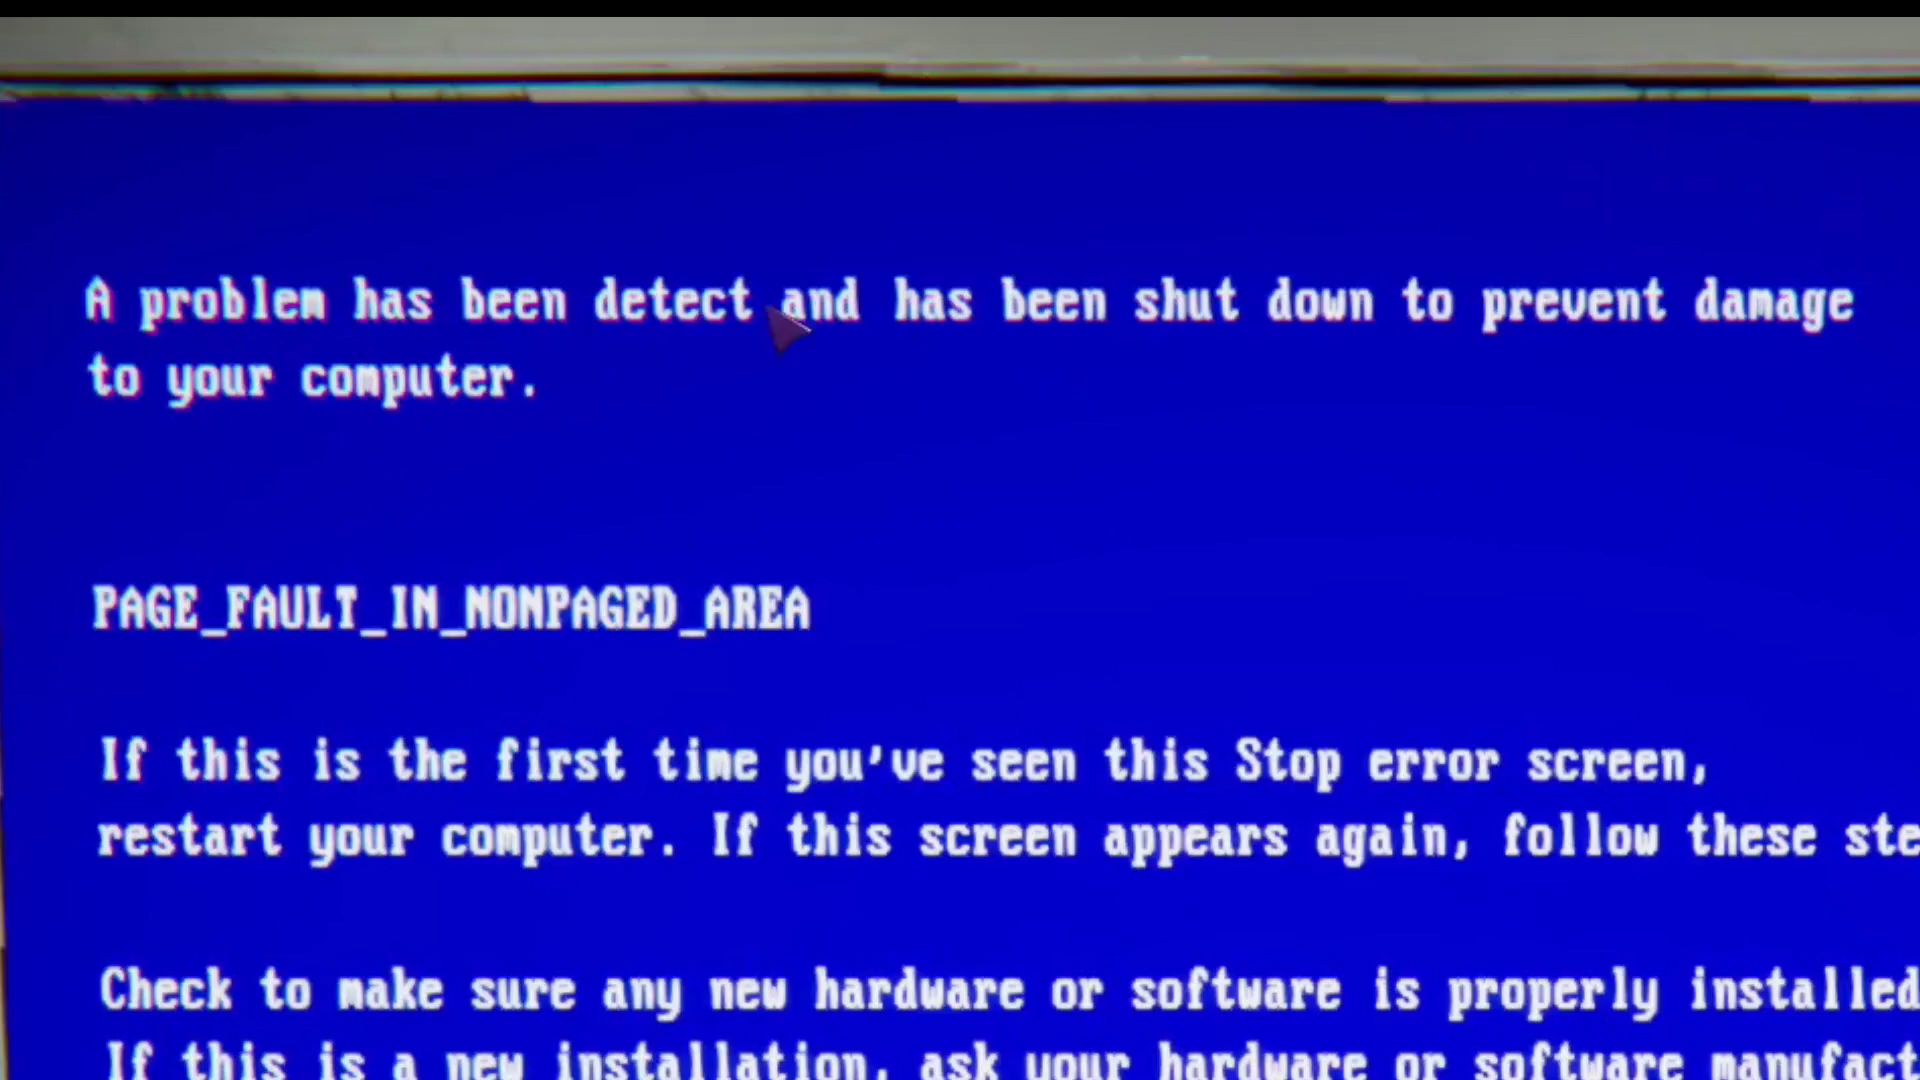 A problem has been detect and has been shut down to prevent damage
to your computer.
PAGE_FAULT_IN_NONPAGED_AREA
If this is the first time you've seen this Stop error screen,
restart your computer. If this screen appears again, follow these ste
Check to make sure any new hardware or software is properly installed
If this is a new installation, ask your hardware or software manufact